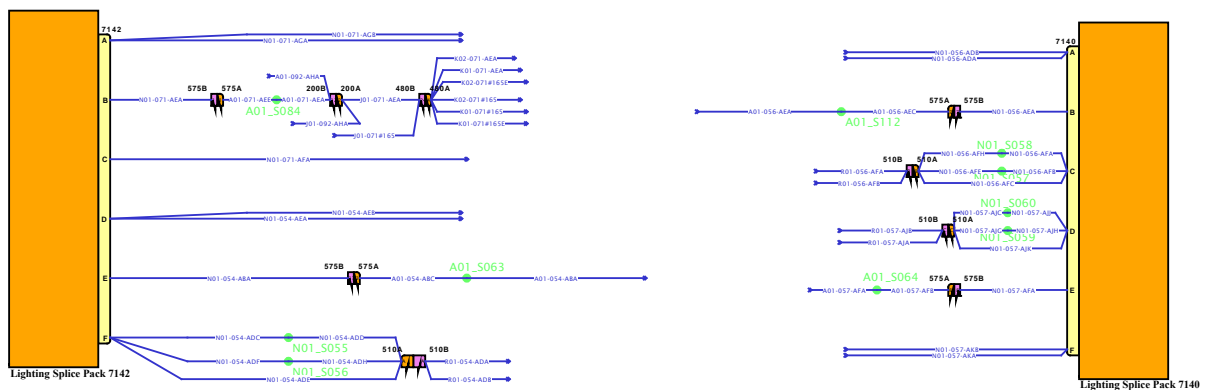 7142
A
N01-071-AGB
N01-071-AGA
A01-092-AHA
575B 575A
200B 200A
480B 480A
K02-071-AEA
K01-071-AEA
K02-071#165E
B
N01-071-AEA
A01-071-AEE
A01-071-AEA
J01-071-AEA
K02-071#165
A01_S084
K01-071#165
J01-092-AHA
K01-071#165E
J01-071#165
C
N01-071-AFA
D
N01-054-AEB
N01-054-AEA
575B 575A
A01_S063
E
N01-054-ABA
A01-054-ABC
A01-054-ABA
F
N01-054-ADC
N01-054-ADD
N01_S055
510A 510B
N01-054-ADF
N01-054-ADH
R01-054-ADA
N01_S056
N01-054-ADE
R01-054-ADB
Lighting Splice Pack 7142
7140
N01-056-ADB
A
N01-056-ADA
575A 575B
A01-056-AEA
A01-056-AEC
N01-056-AEA
B
A01_S112
N01_S058
510B 510A
N01-056-AFH
N01-056-AFA
R01-056-AFA
N01-056-AFE
N01-056-AFB
C
N01_S057
R01-056-AFB
N01-056-AFC
N01_S060
510B 510A
N01-057-AJC
N01-057-AJJ
R01-057-AJB
N01-057-AJG
N01-057-AJH
D
N01_S059
R01-057-AJA
N01-057-AJK
A01_S064
575A 575B
A01-057-AFA
A01-057-AFB
N01-057-AFA
E
N01-057-AKB
F
N01-057-AKA
Lighting Splice Pack 7140